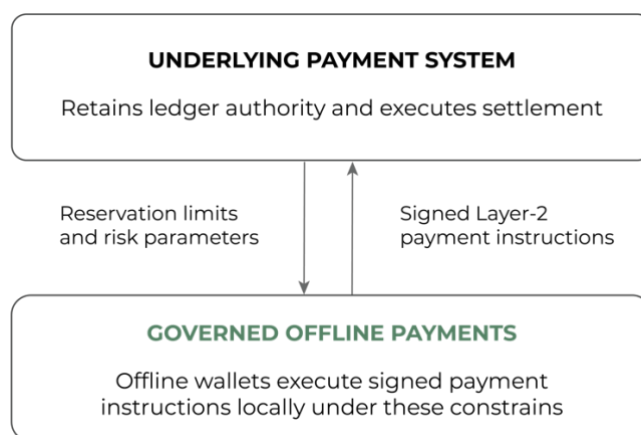 UNDERLYING PAYMENT SYSTEM
Retains ledger authority and executes settlement
Reservation limits
and risk parameters
Signed Layer-2
payment instructions
GOVERNED OFFLINE PAYMENTS
Offline wallets execute signed payment
instructions locally under these constrains